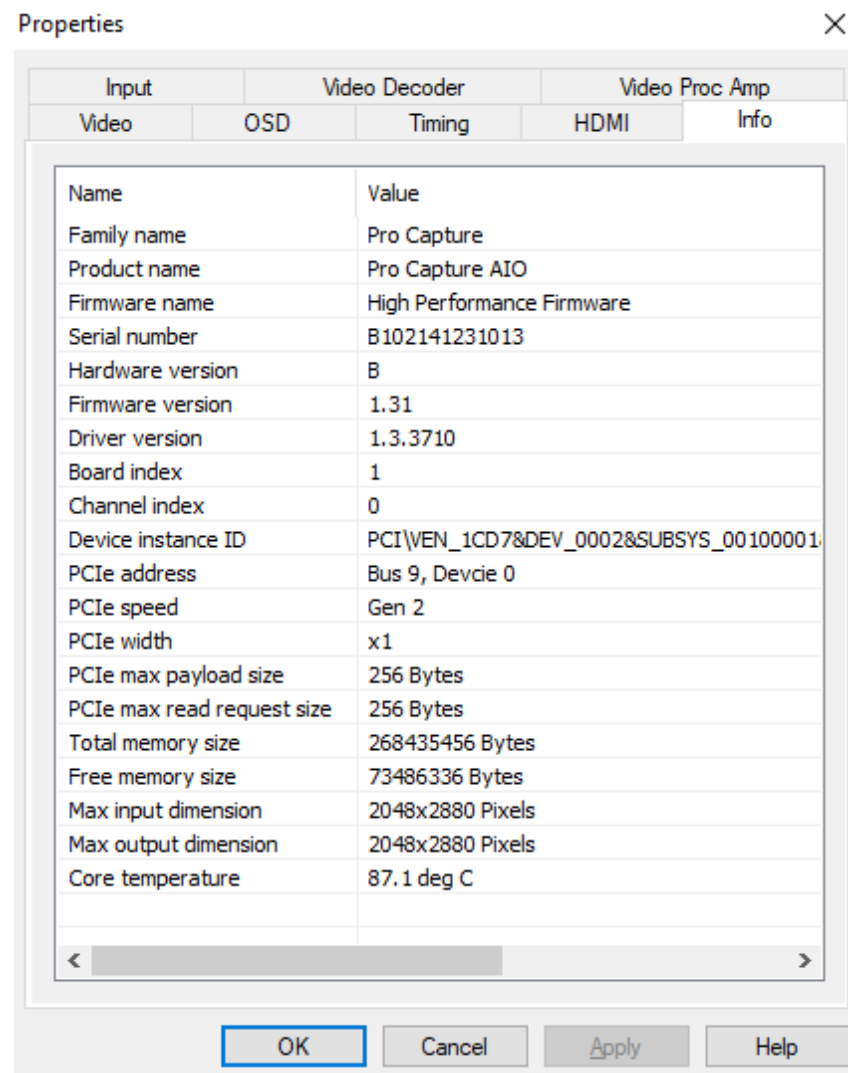 Properties
Input Video Decoder Video Proc Amp
Video OSD Timing HDMI Info
Name Value
Family name Pro Capture
Product name Pro Capture AIO
Firmware name High Performance Firmware
Serial number B102141231013
Hardware version B
Firmware version 1.31
Driver version 1.3.3710
Board index 1
Channel index 0
Device instance ID PCI\VEN_1CD7&DEV_0002&SUBSYS_00100001&
PCIe address Bus 9, Devcie 0
PCIe speed Gen 2
PCIe width x1
PCIe max payload size 256 Bytes
PCIe max read request size 256 Bytes
Total memory size 268435456 Bytes
Free memory size 73486336 Bytes
Max input dimension 2048x2880 Pixels
Max output dimension 2048x2880 Pixels
Core temperature 87.1 deg C
OK Cancel Apply Help